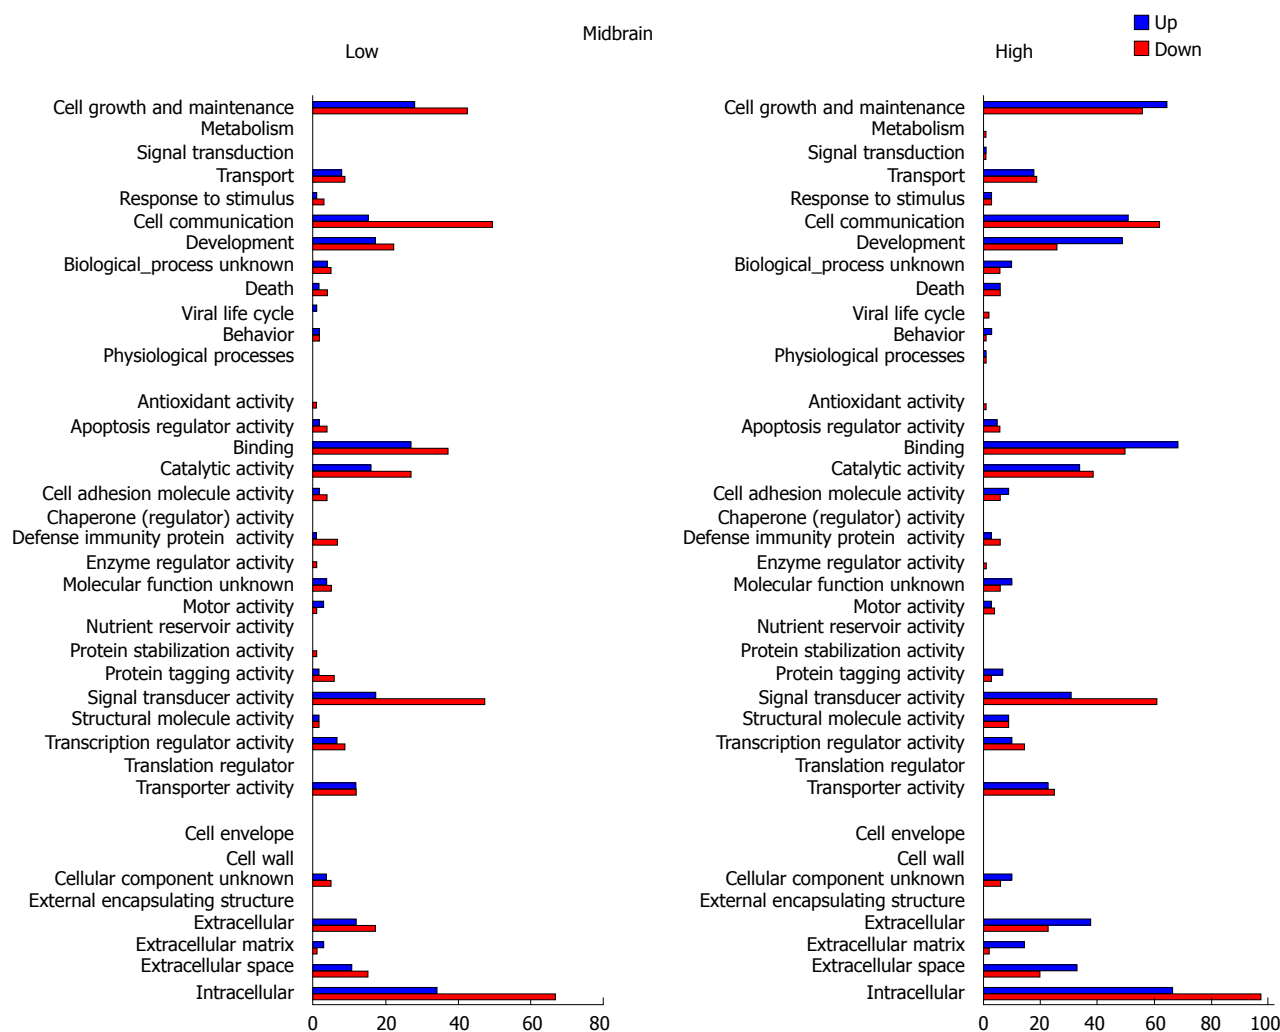 Midbrain
Up
Down
Low
Cell growth and maintenance
Metabolism
Signal transduction
Transport
Response to stimulus
Cell communication
Development
Biological_process unknown
Death
Viral life cycle
Behavior
Physiological processes
Antioxidant activity
Apoptosis regulator activity
Binding
Catalytic activity
Cell adhesion molecule activity
Chaperone (regulator) activity
Defense immunity protein activity
Enzyme regulator activity
Molecular function unknown
Motor activity
Nutrient reservoir activity
Protein stabilization activity
Protein tagging activity
Signal transducer activity
Structural molecule activity
Transcription regulator activity
Translation regulator
Transporter activity
Cell envelope
Cell wall
Cellular component unknown
External encapsulating structure
Extracellular
Extracellular matrix
Extracellular space
Intracellular
0 20 40 60 80
High
Cell growth and maintenance
Metabolism
Signal transduction
Transport
Response to stimulus
Cell communication
Development
Biological_process unknown
Death
Viral life cycle
Behavior
Physiological processes
Antioxidant activity
Apoptosis regulator activity
Binding
Catalytic activity
Cell adhesion molecule activity
Chaperone (regulator) activity
Defense immunity protein activity
Enzyme regulator activity
Molecular function unknown
Motor activity
Nutrient reservoir activity
Protein stabilization activity
Protein tagging activity
Signal transducer activity
Structural molecule activity
Transcription regulator activity
Translation regulator
Transporter activity
Cell envelope
Cell wall
Cellular component unknown
External encapsulating structure
Extracellular
Extracellular matrix
Extracellular space
Intracellular
0 20 40 60 80 100